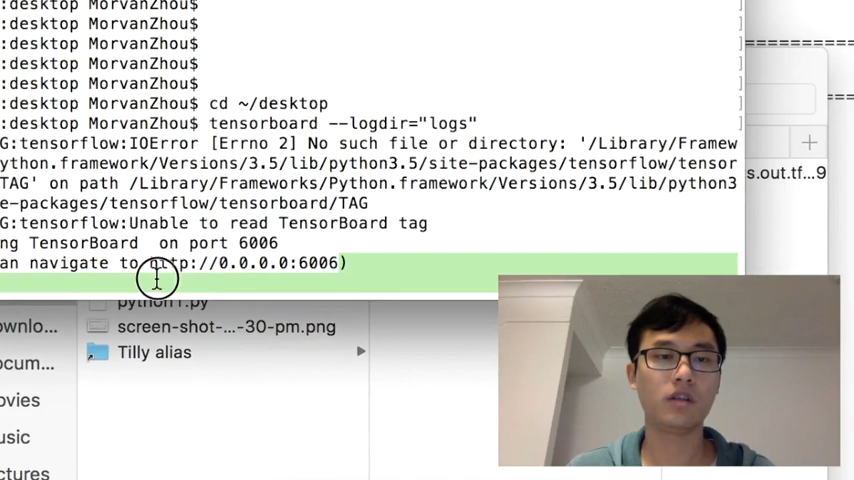 :desktop MorvanZhou$
:desktop MorvanZhou$
:desktop MorvanZhou$
:desktop MorvanZhou$
:desktop MorvanZhou$
:desktop MorvanZhou$ cd ~/desktop
:desktop MorvanZhou$ tensorboard --logdir="logs"
G:tensorflow:IOError [Errno 2] No such file or directory: '/Library/Framew
ython.framework/Versions/3.5/lib/python3.5/site-packages/tensorflow/tensor
TAG' on path /Library/Frameworks/Python.framework/Versions/3.5/lib/python3
e-packages/tensorflow/tensorboard/TAG
G:tensorflow:Unable to read TensorBoard tag
ng TensorBoard  on port 6006
an navigate to http://0.0.0.0:6006)
s.out.tf...9
python1.py
screen-shot-...-30-pm.png
Tilly alias
ownlo...
ocum...
ovies
usic
ctures